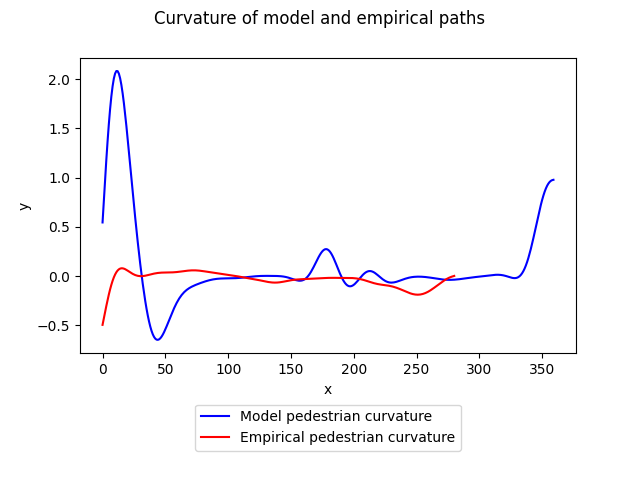 Curvature of model and empirical paths
2.0
1.5
1.0
0.5
0.0
−0.5
y
0 50 100 150 200 250 300 350
x
Model pedestrian curvature
Empirical pedestrian curvature